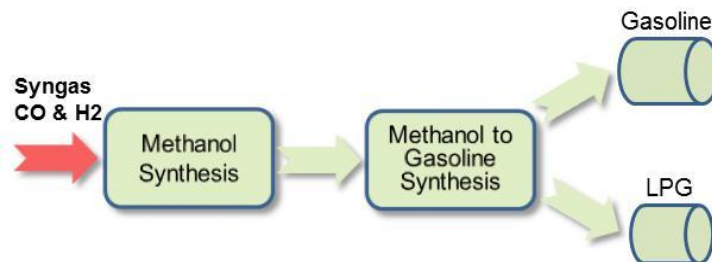 Gasoline
Syngas
CO & H2
Methanol
Synthesis
Methanol to
Gasoline
Synthesis
LPG